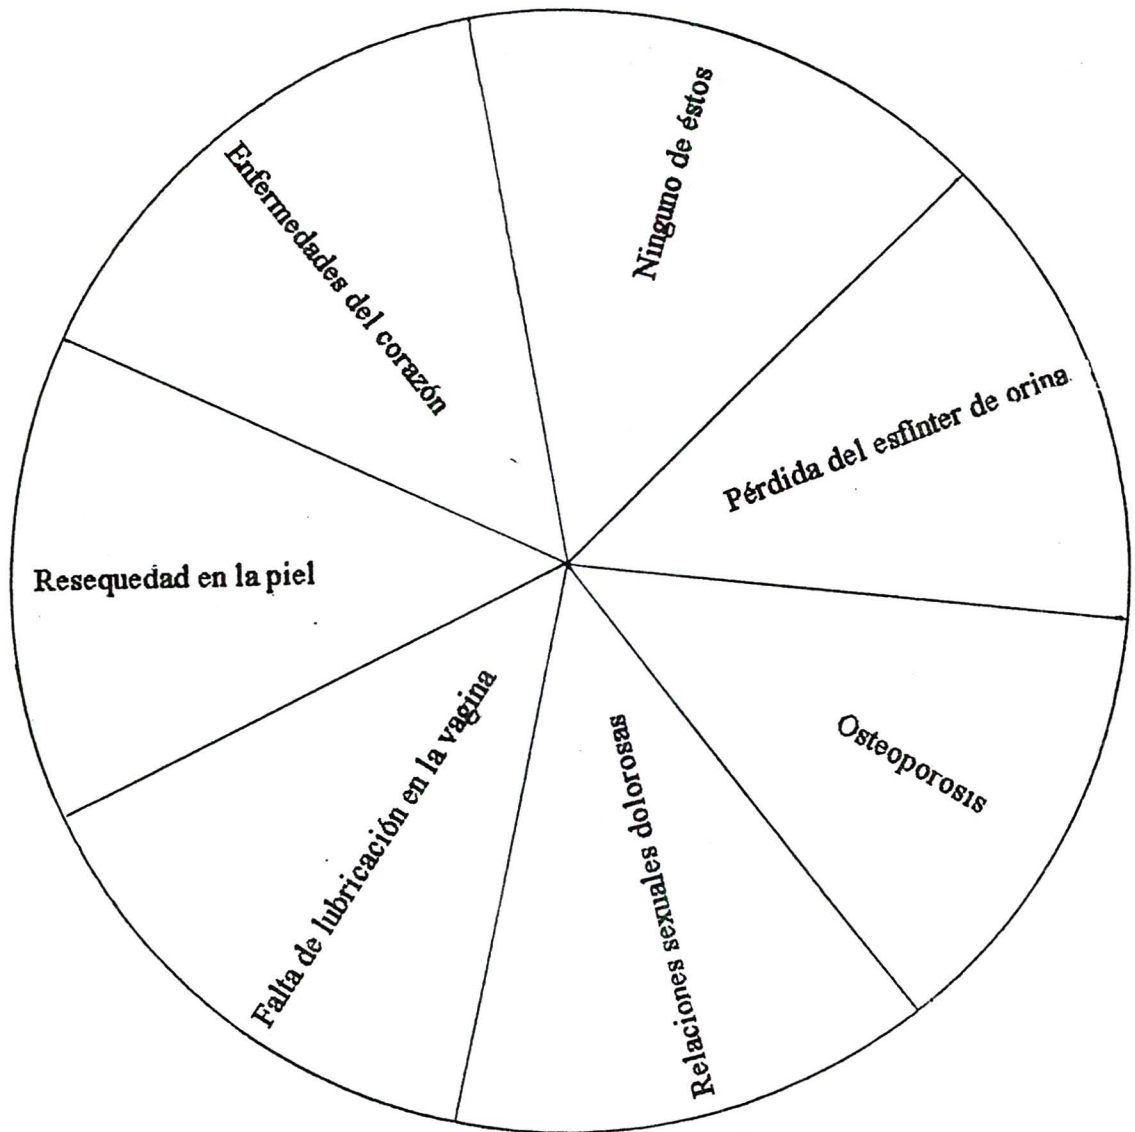 Ninguno de éstos
Pérdida del esfínter de orina
Osteoporosis
Relaciones sexuales dolorosas
Falta de lubricación en la vagina
Resequedad en la piel
Enfermedades del corazón